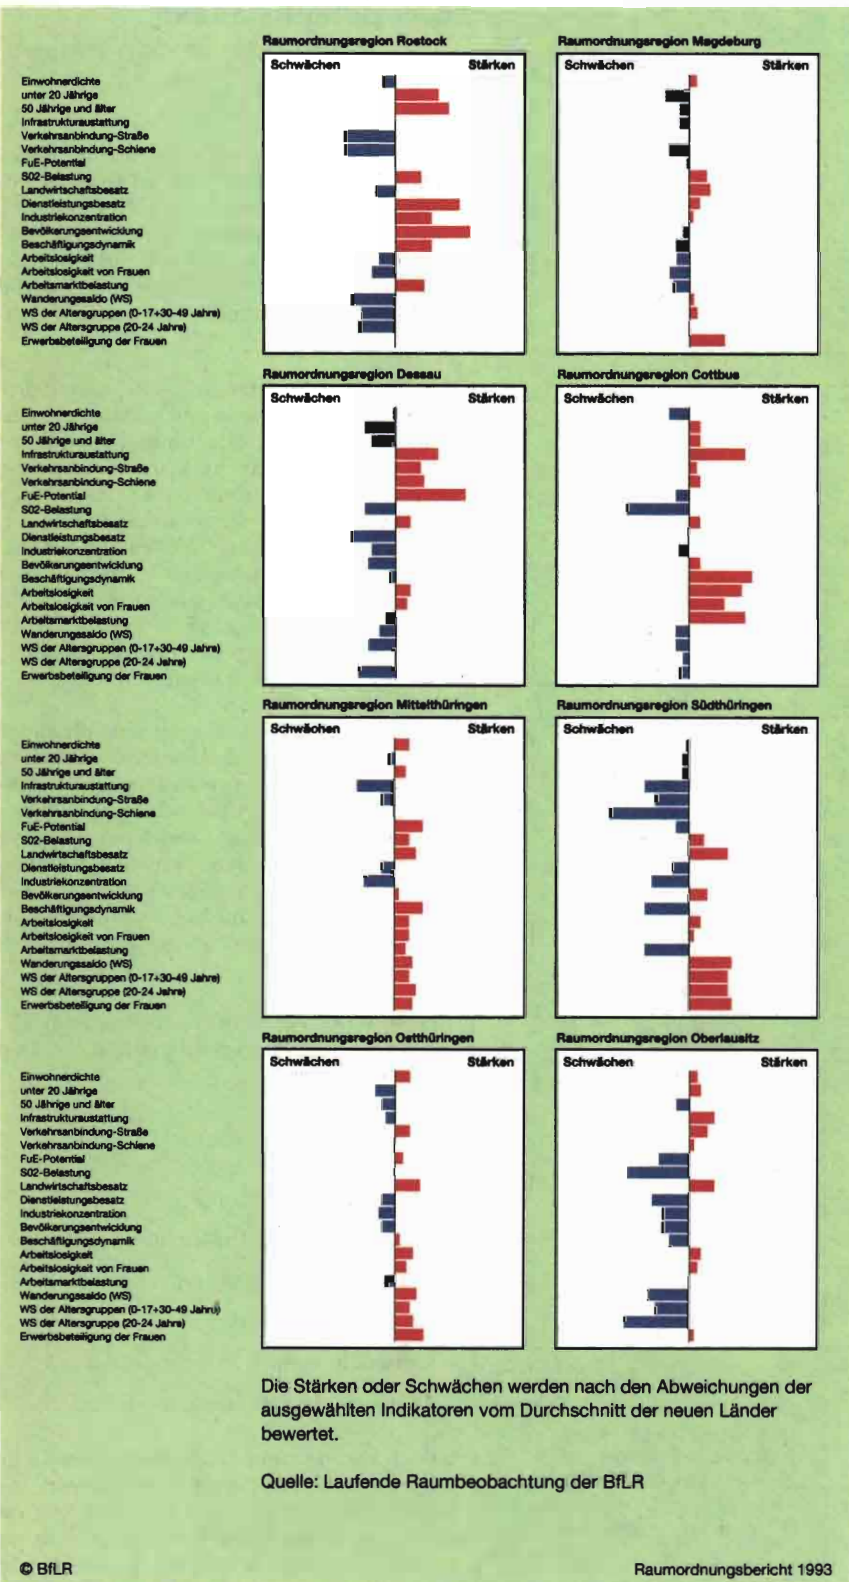 Raumordnungsregion Rostock
Raumordnungsregion Magdeburg
Schwächen Stärken
Schwächen Stärken
Einwohnerdichte
unter 20 Jährige
50 Jährige und älter
Infrastrukturaustattung
Verkehrsanbindung-Straße
Verkehrsanbindung-Schiene
FuE-Potential
S02-Belastung
Landwirtschaftsbesatz
Dienstleistungsbesatz
Industriekonzentration
Bevölkerungsentwicklung
Beschäftigungsdynamik
Arbeitslosigkeit
Arbeitslosigkeit von Frauen
Arbeitsmarktbelastung
Wanderungssaldo (WS)
WS der Altersgruppen (0-17+30-49 Jahre)
WS der Altersgruppe (20-24 Jahre)
Erwerbsbeteiligung der Frauen
Raumordnungsregion Dessau
Raumordnungsregion Cottbus
Schwächen Stärken
Schwächen Stärken
Einwohnerdichte
unter 20 Jährige
50 Jährige und älter
Infrastrukturaustattung
Verkehrsanbindung-Straße
Verkehrsanbindung-Schiene
FuE-Potential
S02-Belastung
Landwirtschaftsbesatz
Dienstleistungsbesatz
Industriekonzentration
Bevölkerungsentwicklung
Beschäftigungsdynamik
Arbeitslosigkeit
Arbeitslosigkeit von Frauen
Arbeitsmarktbelastung
Wanderungssaldo (WS)
WS der Altersgruppen (0-17+30-49 Jahre)
WS der Altersgruppe (20-24 Jahre)
Erwerbsbeteiligung der Frauen
Raumordnungsregion Mittelthüringen
Raumordnungsregion Südthüringen
Schwächen Stärken
Schwächen Stärken
Einwohnerdichte
unter 20 Jährige
50 Jährige und älter
Infrastrukturaustattung
Verkehrsanbindung-Straße
Verkehrsanbindung-Schiene
FuE-Potential
S02-Belastung
Landwirtschaftsbesatz
Dienstleistungsbesatz
Industriekonzentration
Bevölkerungsentwicklung
Beschäftigungsdynamik
Arbeitslosigkeit
Arbeitslosigkeit von Frauen
Arbeitsmarktbelastung
Wanderungssaldo (WS)
WS der Altersgruppen (0-17+30-49 Jahre)
WS der Altersgruppe (20-24 Jahre)
Erwerbsbeteiligung der Frauen
Raumordnungsregion Ostthüringen
Raumordnungsregion Oberlausitz
Schwächen Stärken
Schwächen Stärken
Einwohnerdichte
unter 20 Jährige
50 Jährige und älter
Infrastrukturaustattung
Verkehrsanbindung-Straße
Verkehrsanbindung-Schiene
FuE-Potential
S02-Belastung
Landwirtschaftsbesatz
Dienstleistungsbesatz
Industriekonzentration
Bevölkerungsentwicklung
Beschäftigungsdynamik
Arbeitslosigkeit
Arbeitslosigkeit von Frauen
Arbeitsmarktbelastung
Wanderungssaldo (WS)
WS der Altersgruppen (0-17+30-49 Jahre)
WS der Altersgruppe (20-24 Jahre)
Erwerbsbeteiligung der Frauen
Die Stärken oder Schwächen werden nach den Abweichungen der
ausgewählten Indikatoren vom Durchschnitt der neuen Länder
bewertet.
Quelle: Laufende Raumbeobachtung der BfLR
© BfLR
Raumordnungsbericht 1993